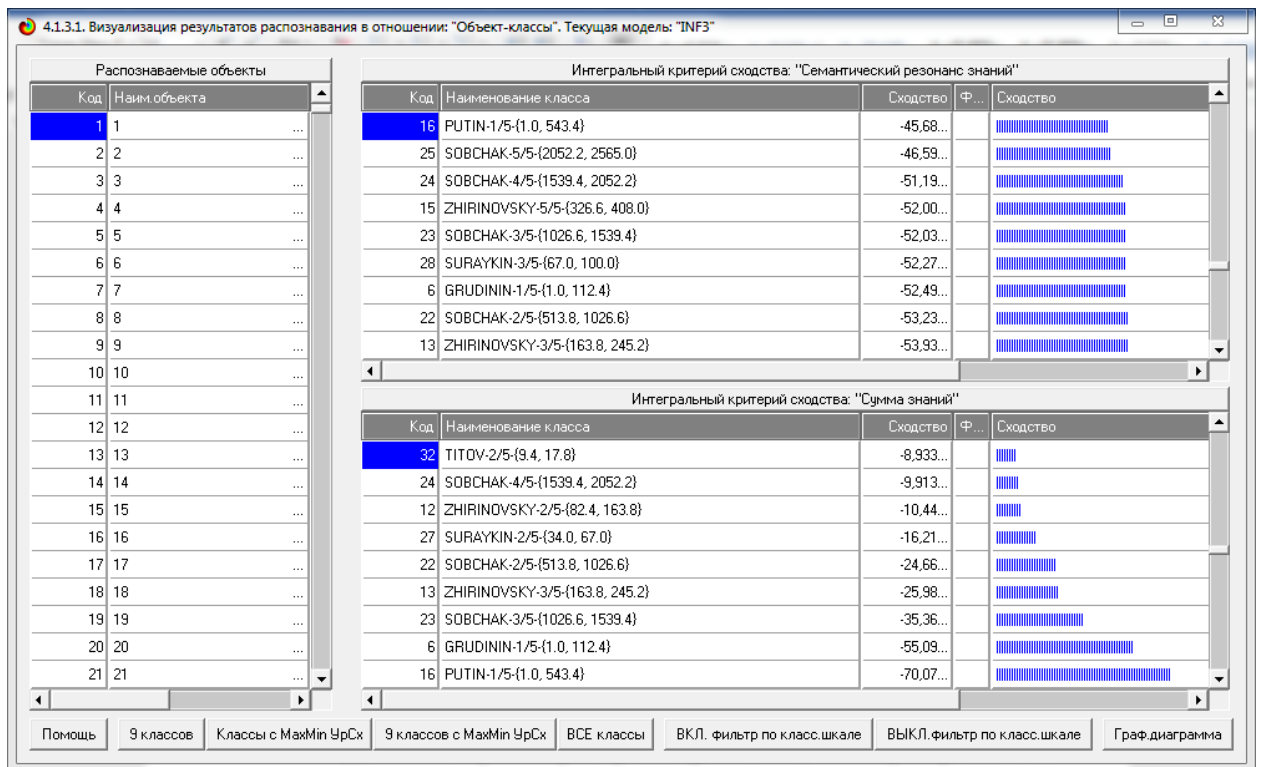 4.1.3.1. Визуализация результатов распознавания в отношении: "Объект-классы". Текущая модель: "INF3"
Распознаваемые объекты
Код Наим.объекта
1 1 ...
2 2 ...
3 3 ...
4 4 ...
5 5 ...
6 6 ...
7 7 ...
8 8 ...
9 9 ...
10 10 ...
11 11 ...
12 12 ...
13 13 ...
14 14 ...
15 15 ...
16 16 ...
17 17 ...
18 18 ...
19 19 ...
20 20 ...
21 21 ...
Интегральный критерий сходства: "Семантический резонанс знаний"
Код Наименование класса Сходство Ф... Сходство
16 PUTIN-1/5-{1.0, 543.4} -45,68...
25 SOBCHAK-5/5-{2052.2, 2565.0} -46,59...
24 SOBCHAK-4/5-{1539.4, 2052.2} -51,19...
15 ZHIRINOVSKY-5/5-{326.6, 408.0} -52,00...
23 SOBCHAK-3/5-{1026.6, 1539.4} -52,03...
28 SURAYKIN-3/5-{67.0, 100.0} -52,27...
6 GRUDININ-1/5-{1.0, 112.4} -52,49...
22 SOBCHAK-2/5-{513.8, 1026.6} -53,23...
13 ZHIRINOVSKY-3/5-{163.8, 245.2} -53,93...
Интегральный критерий сходства: "Сумма знаний"
Код Наименование класса Сходство Ф... Сходство
32 TITOV-2/5-{9.4, 17.8} -8,933...
24 SOBCHAK-4/5-{1539.4, 2052.2} -9,913...
12 ZHIRINOVSKY-2/5-{82.4, 163.8} -10,44...
27 SURAYKIN-2/5-{34.0, 67.0} -16,21...
22 SOBCHAK-2/5-{513.8, 1026.6} -24,66...
13 ZHIRINOVSKY-3/5-{163.8, 245.2} -25,98...
23 SOBCHAK-3/5-{1026.6, 1539.4} -35,36...
6 GRUDININ-1/5-{1.0, 112.4} -55,09...
16 PUTIN-1/5-{1.0, 543.4} -70,07...
Помощь 9 классов Классы с MaxMin УрСх 9 классов с MaxMin УрСх ВСЕ классы ВКЛ. фильтр по класс.шкале ВЫКЛ.фильтр по класс.шкале Граф.диаграмма